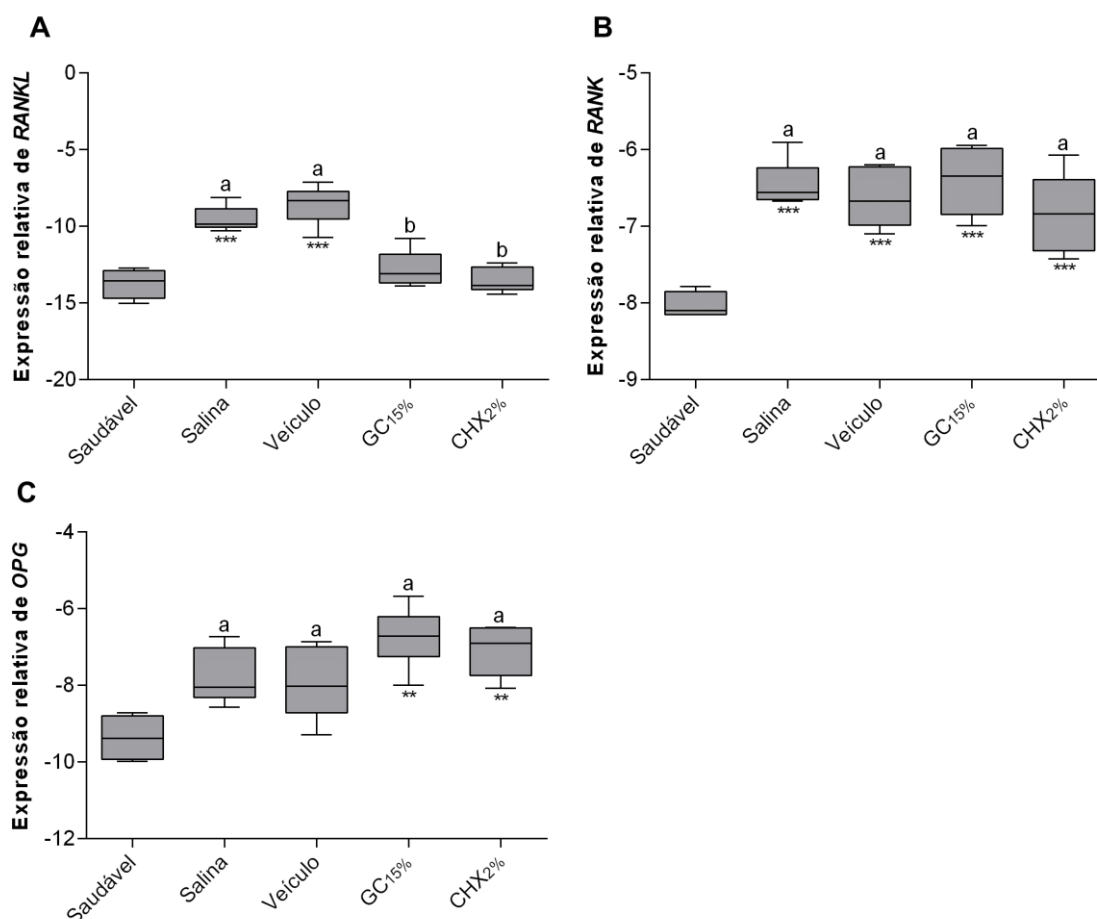 A
Expressão relativa de RANKL
0
-5
-10
-15
-20
a
***
a
***
b
b
Saudável
Salina
Veículo
GC15%
CHX2%
B
Expressão relativa de RANK
-5
-6
-7
-8
-9
a
***
a
***
a
***
a
***
Saudável
Salina
Veículo
GC15%
CHX2%
C
Expressão relativa de OPG
-4
-6
-8
-10
-12
a
a
a
**
a
**
Saudável
Salina
Veículo
GC15%
CHX2%